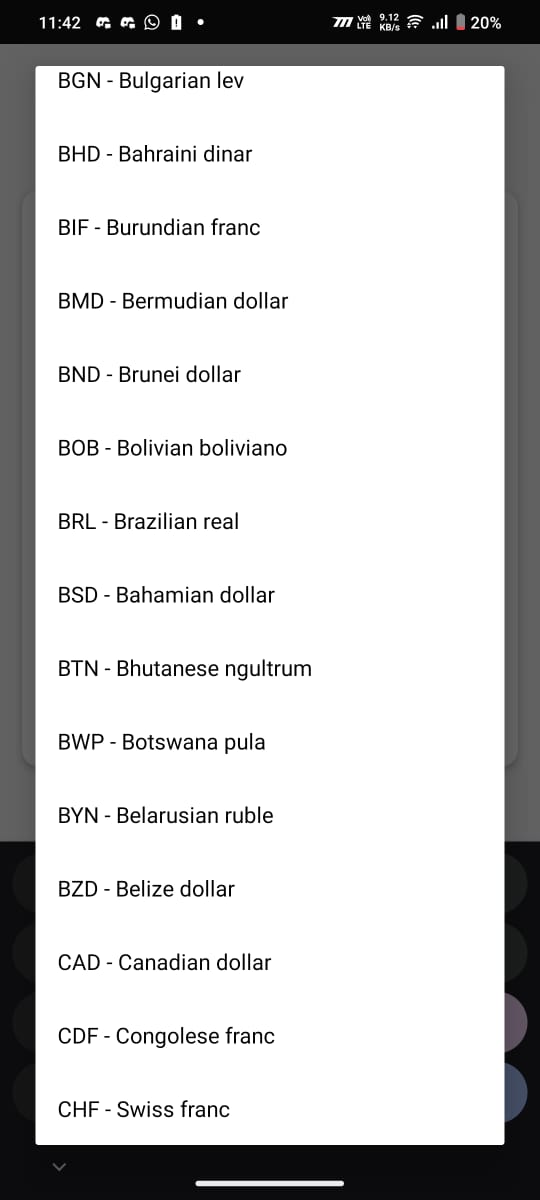 11:42
Vo) LTE 9.12 KB/s 20%
BGN - Bulgarian lev
BHD - Bahraini dinar
BIF - Burundian franc
BMD - Bermudian dollar
BND - Brunei dollar
BOB - Bolivian boliviano
BRL - Brazilian real
BSD - Bahamian dollar
BTN - Bhutanese ngultrum
BWP - Botswana pula
BYN - Belarusian ruble
BZD - Belize dollar
CAD - Canadian dollar
CDF - Congolese franc
CHF - Swiss franc